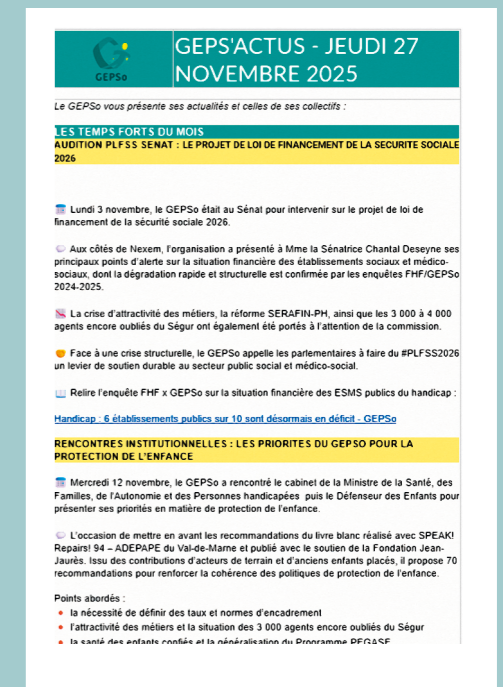 GEPSo
GEPS'ACTUS - JEUDI 27
NOVEMBRE 2025
Le GEPSo vous présente ses actualités et celles de ses collectifs :
LES TEMPS FORTS DU MOIS
AUDITION PLFSS SENAT : LE PROJET DE LOI DE FINANCEMENT DE LA SECURITE SOCIALE
2026
Lundi 3 novembre, le GEPSo était au Sénat pour intervenir sur le projet de loi de
financement de la sécurité sociale 2026.
Aux côtés de Nexem, l'organisation a présenté à Mme la Sénatrice Chantal Deseyne ses
principaux points d'alerte sur la situation financière des établissements sociaux et médico-
sociaux, dont la dégradation rapide et structurelle est confirmée par les enquêtes FHF/GEPSo
2024-2025.
La crise d'attractivité des métiers, la réforme SERAFIN-PH, ainsi que les 3 000 à 4 000
agents encore oubliés du Ségur ont également été portés à l'attention de la commission.
Face à une crise structurelle, le GEPSo appelle les parlementaires à faire du #PLFSS2026
un levier de soutien durable au secteur public social et médico-social.
Relire l'enquête FHF x GEPSo sur la situation financière des ESMS publics du handicap :
Handicap : 6 établissements publics sur 10 sont désormais en déficit - GEPSo
RENCONTRES INSTITUTIONNELLES : LES PRIORITES DU GEPSO POUR LA
PROTECTION DE L'ENFANCE
Mercredi 12 novembre, le GEPSo a rencontré le cabinet de la Ministre de la Santé, des
Familles, de l'Autonomie et des Personnes handicapées puis le Défenseur des Enfants pour
présenter ses priorités en matière de protection de l'enfance.
L'occasion de mettre en avant les recommandations du livre blanc réalisé avec SPEAK!
Repairs! 94 – ADEPAPE du Val-de-Marne et publié avec le soutien de la Fondation Jean-
Jaurès. Issu des contributions d'acteurs de terrain et d'anciens enfants placés, il propose 70
recommandations pour renforcer la cohérence des politiques de protection de l'enfance.
Points abordés :
la nécessité de définir des taux et normes d'encadrement
l'attractivité des métiers et la situation des 3 000 agents encore oubliés du Ségur
la santé des enfants confiés et la généralisation du Programme PEGASE